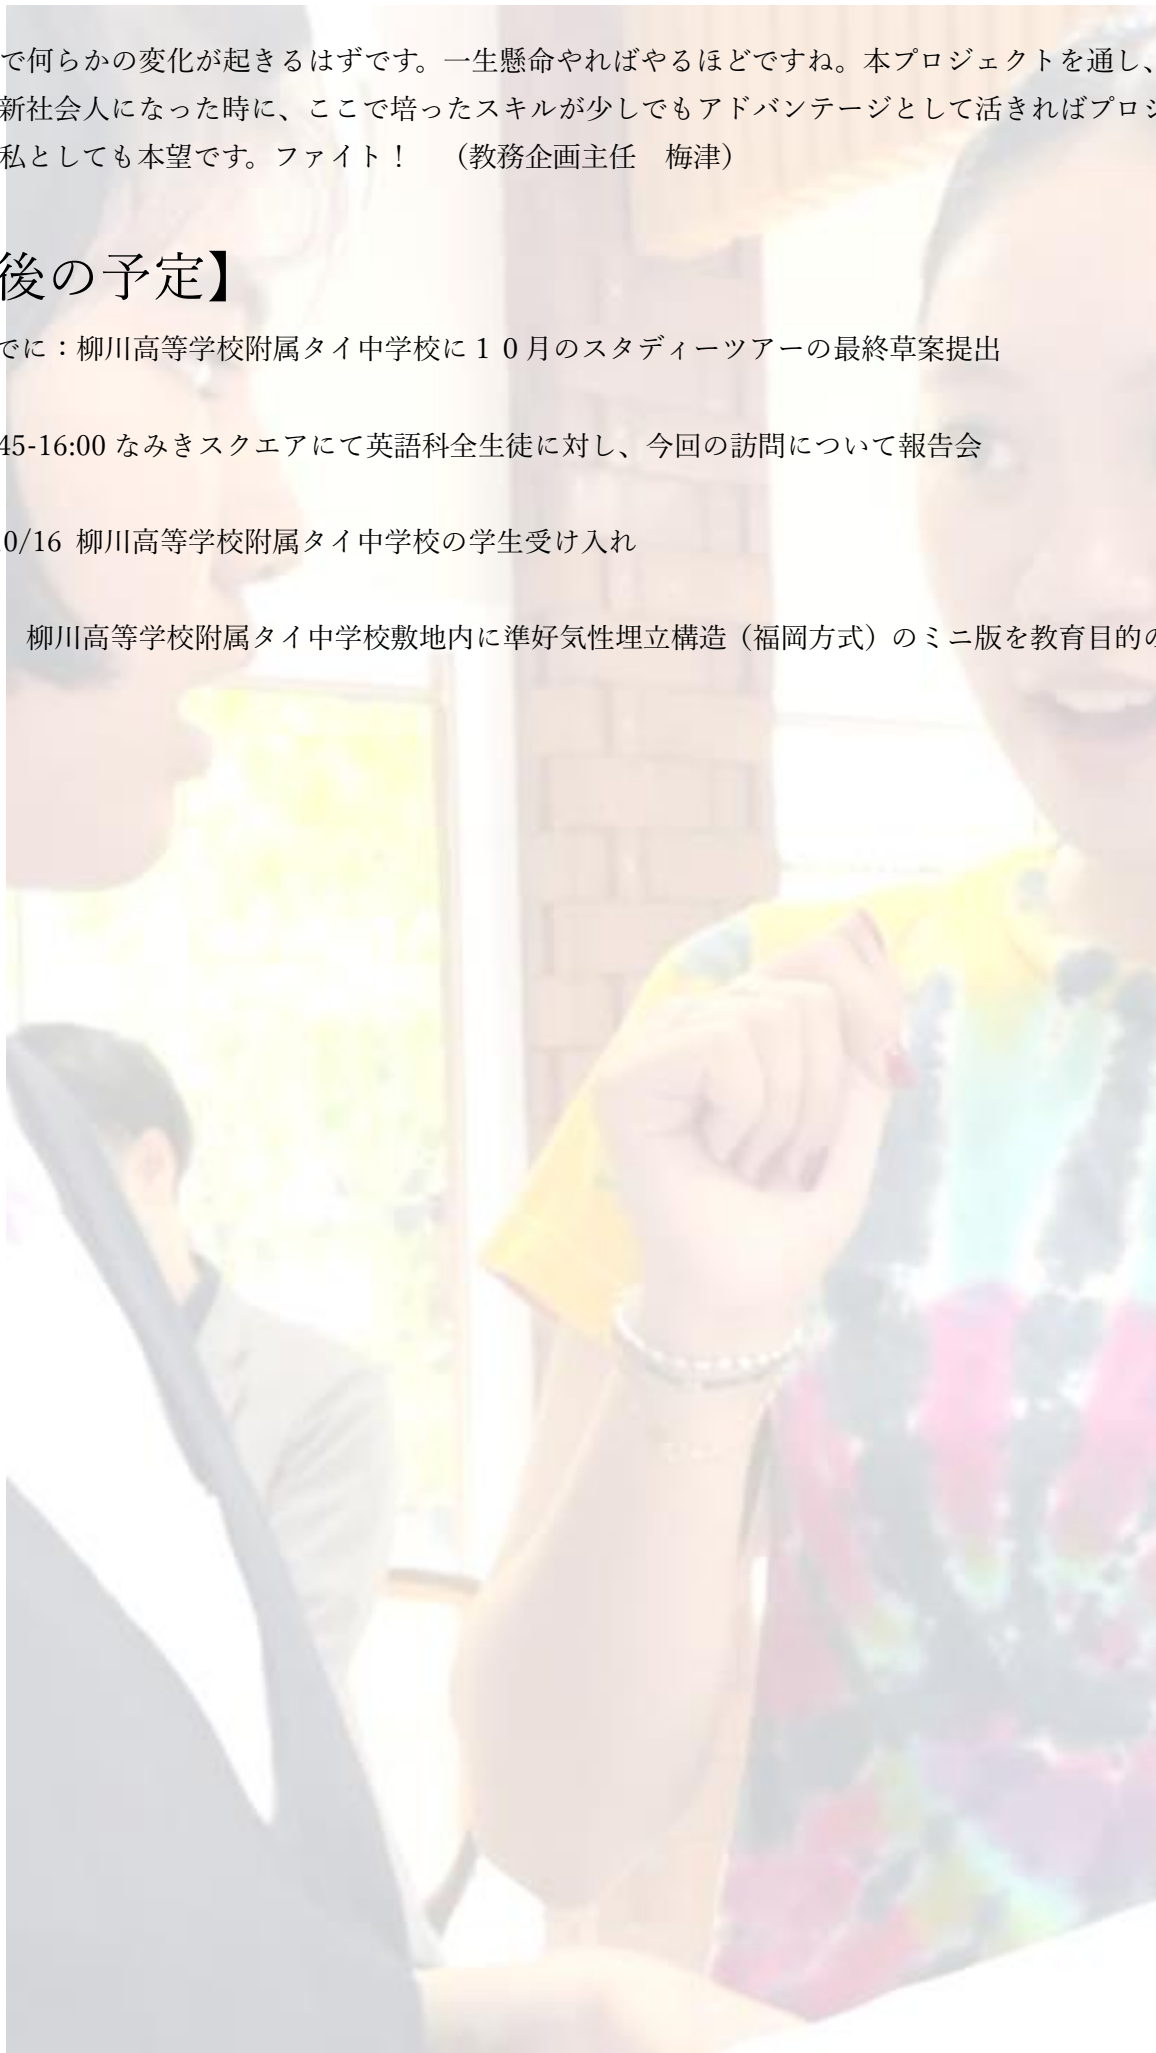 で何らかの変化が起きるはずです。一生懸命やればやるほどですね。本プロジェクトを通し、
新社会人になった時に、ここで培ったスキルが少しでもアドバンテージとして活きればプロジ
私としても本望です。ファイト！　（教務企画主任　梅津）
後の予定】
でに：柳川高等学校附属タイ中学校に１０月のスタディーツアーの最終草案提出
45-16:00 なみきスクエアにて英語科全生徒に対し、今回の訪問について報告会
0/16 柳川高等学校附属タイ中学校の学生受け入れ
柳川高等学校附属タイ中学校敷地内に準好気性埋立構造（福岡方式）のミニ版を教育目的の